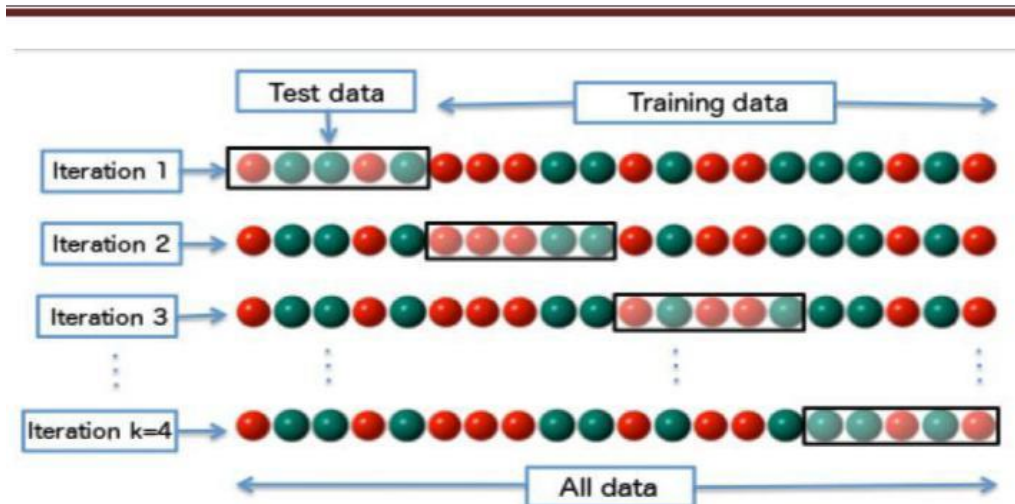 Test data
Training data
Iteration 1
Iteration 2
Iteration 3
Iteration k=4
All data